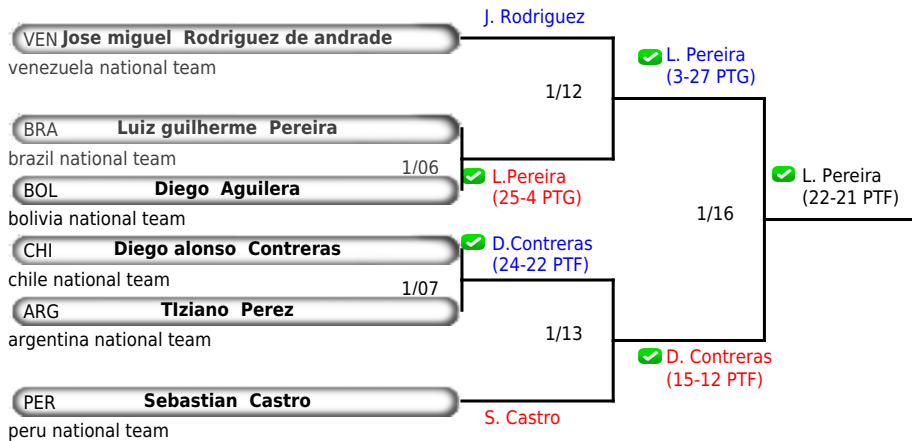 J. Rodriguez
VEN Jose miguel Rodriguez de andrade
venezuela national team
L. Pereira
(3-27 PTG)
1/12
BRA Luiz guilherme Pereira
brazil national team
1/06
L.Pereira
(25-4 PTG)
BOL Diego Aguilera
bolivia national team
L. Pereira
(22-21 PTF)
1/16
CHI Diego alonso Contreras
chile national team
D.Contreras
(24-22 PTF)
1/07
ARG TIziano Perez
argentina national team
1/13
D. Contreras
(15-12 PTF)
PER Sebastian Castro
peru national team
S. Castro